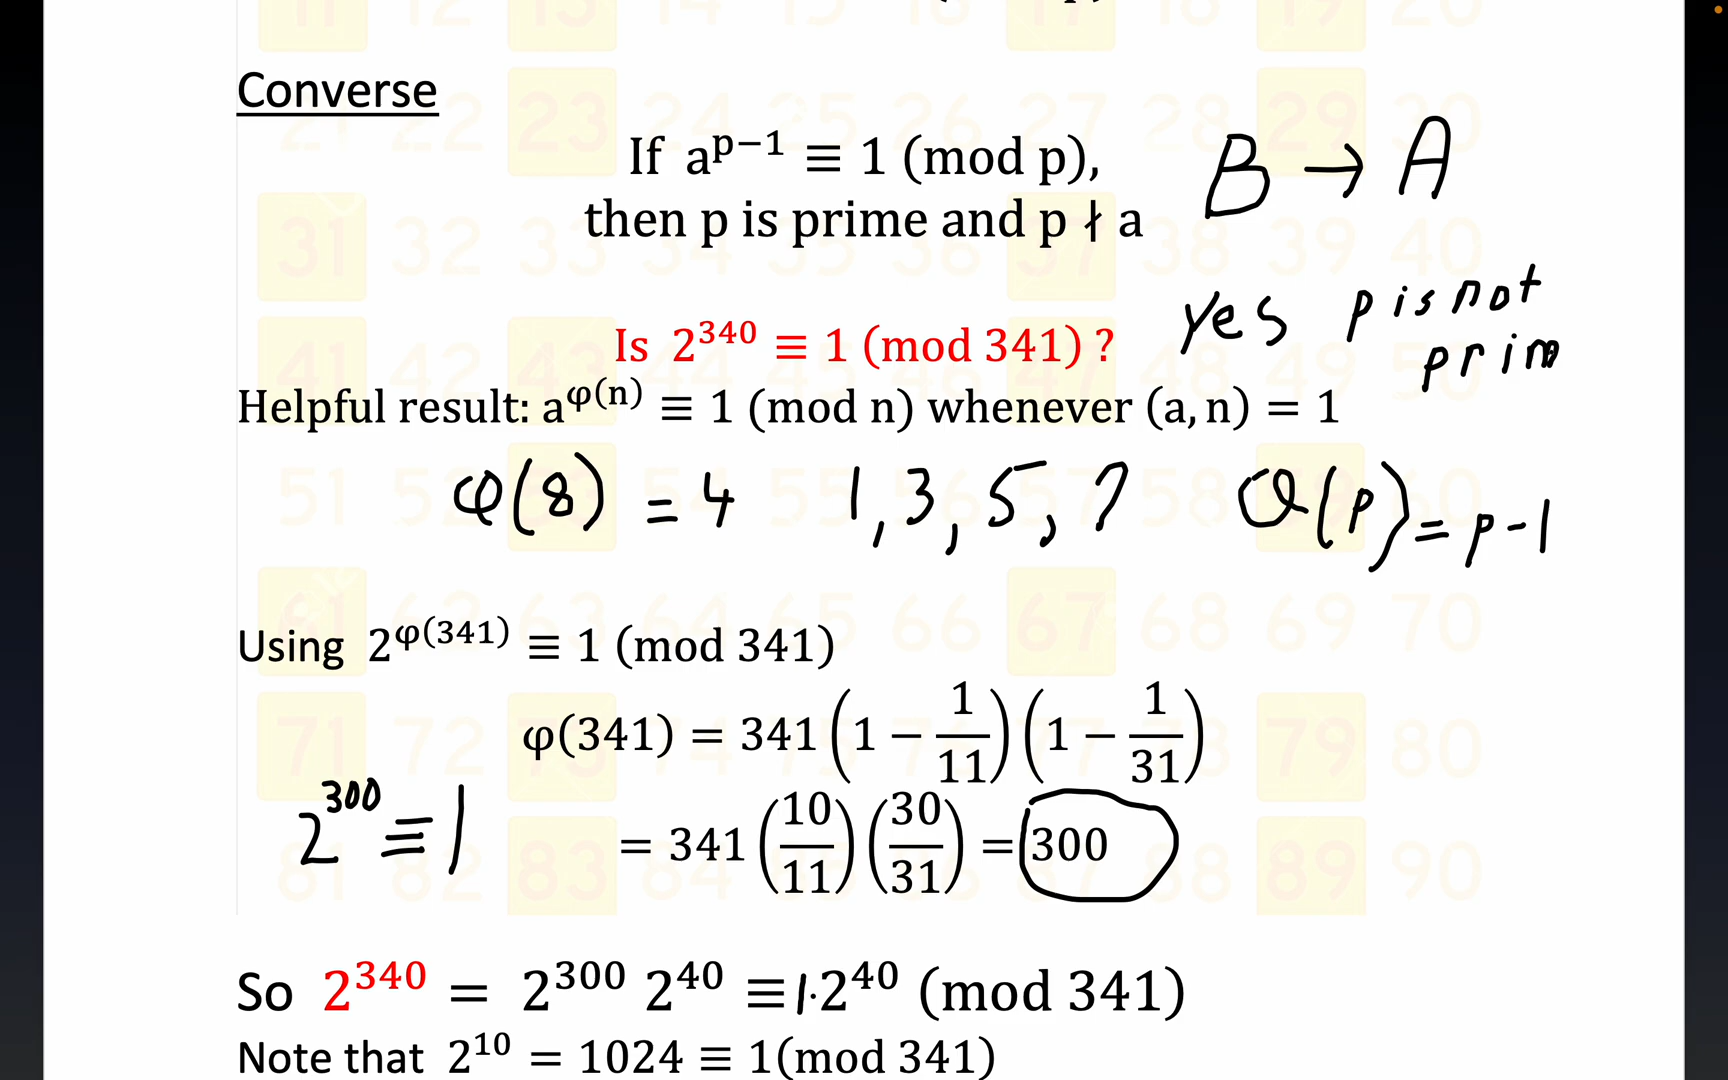 Converse
If a^{p−1} ≡ 1 (mod p),
then p is prime and p ∤ a
B → A
Is 2^{340} ≡ 1 (mod 341) ?
yes p is not
prim
Helpful result: a^{φ(n)} ≡ 1 (mod n) whenever (a, n) = 1
φ(8) = 4 1, 3, 5, 7 φ(p) = p-1
Using 2^{φ(341)} ≡ 1 (mod 341)
φ(341) = 341 (1 − 1/11) (1 − 1/31)
2^{300} ≡ 1
= 341 (10/11) (30/31) = 300
So 2^{340} = 2^{300} 2^{40} ≡ 1·2^{40} (mod 341)
Note that 2^{10} = 1024 ≡ 1(mod 341)